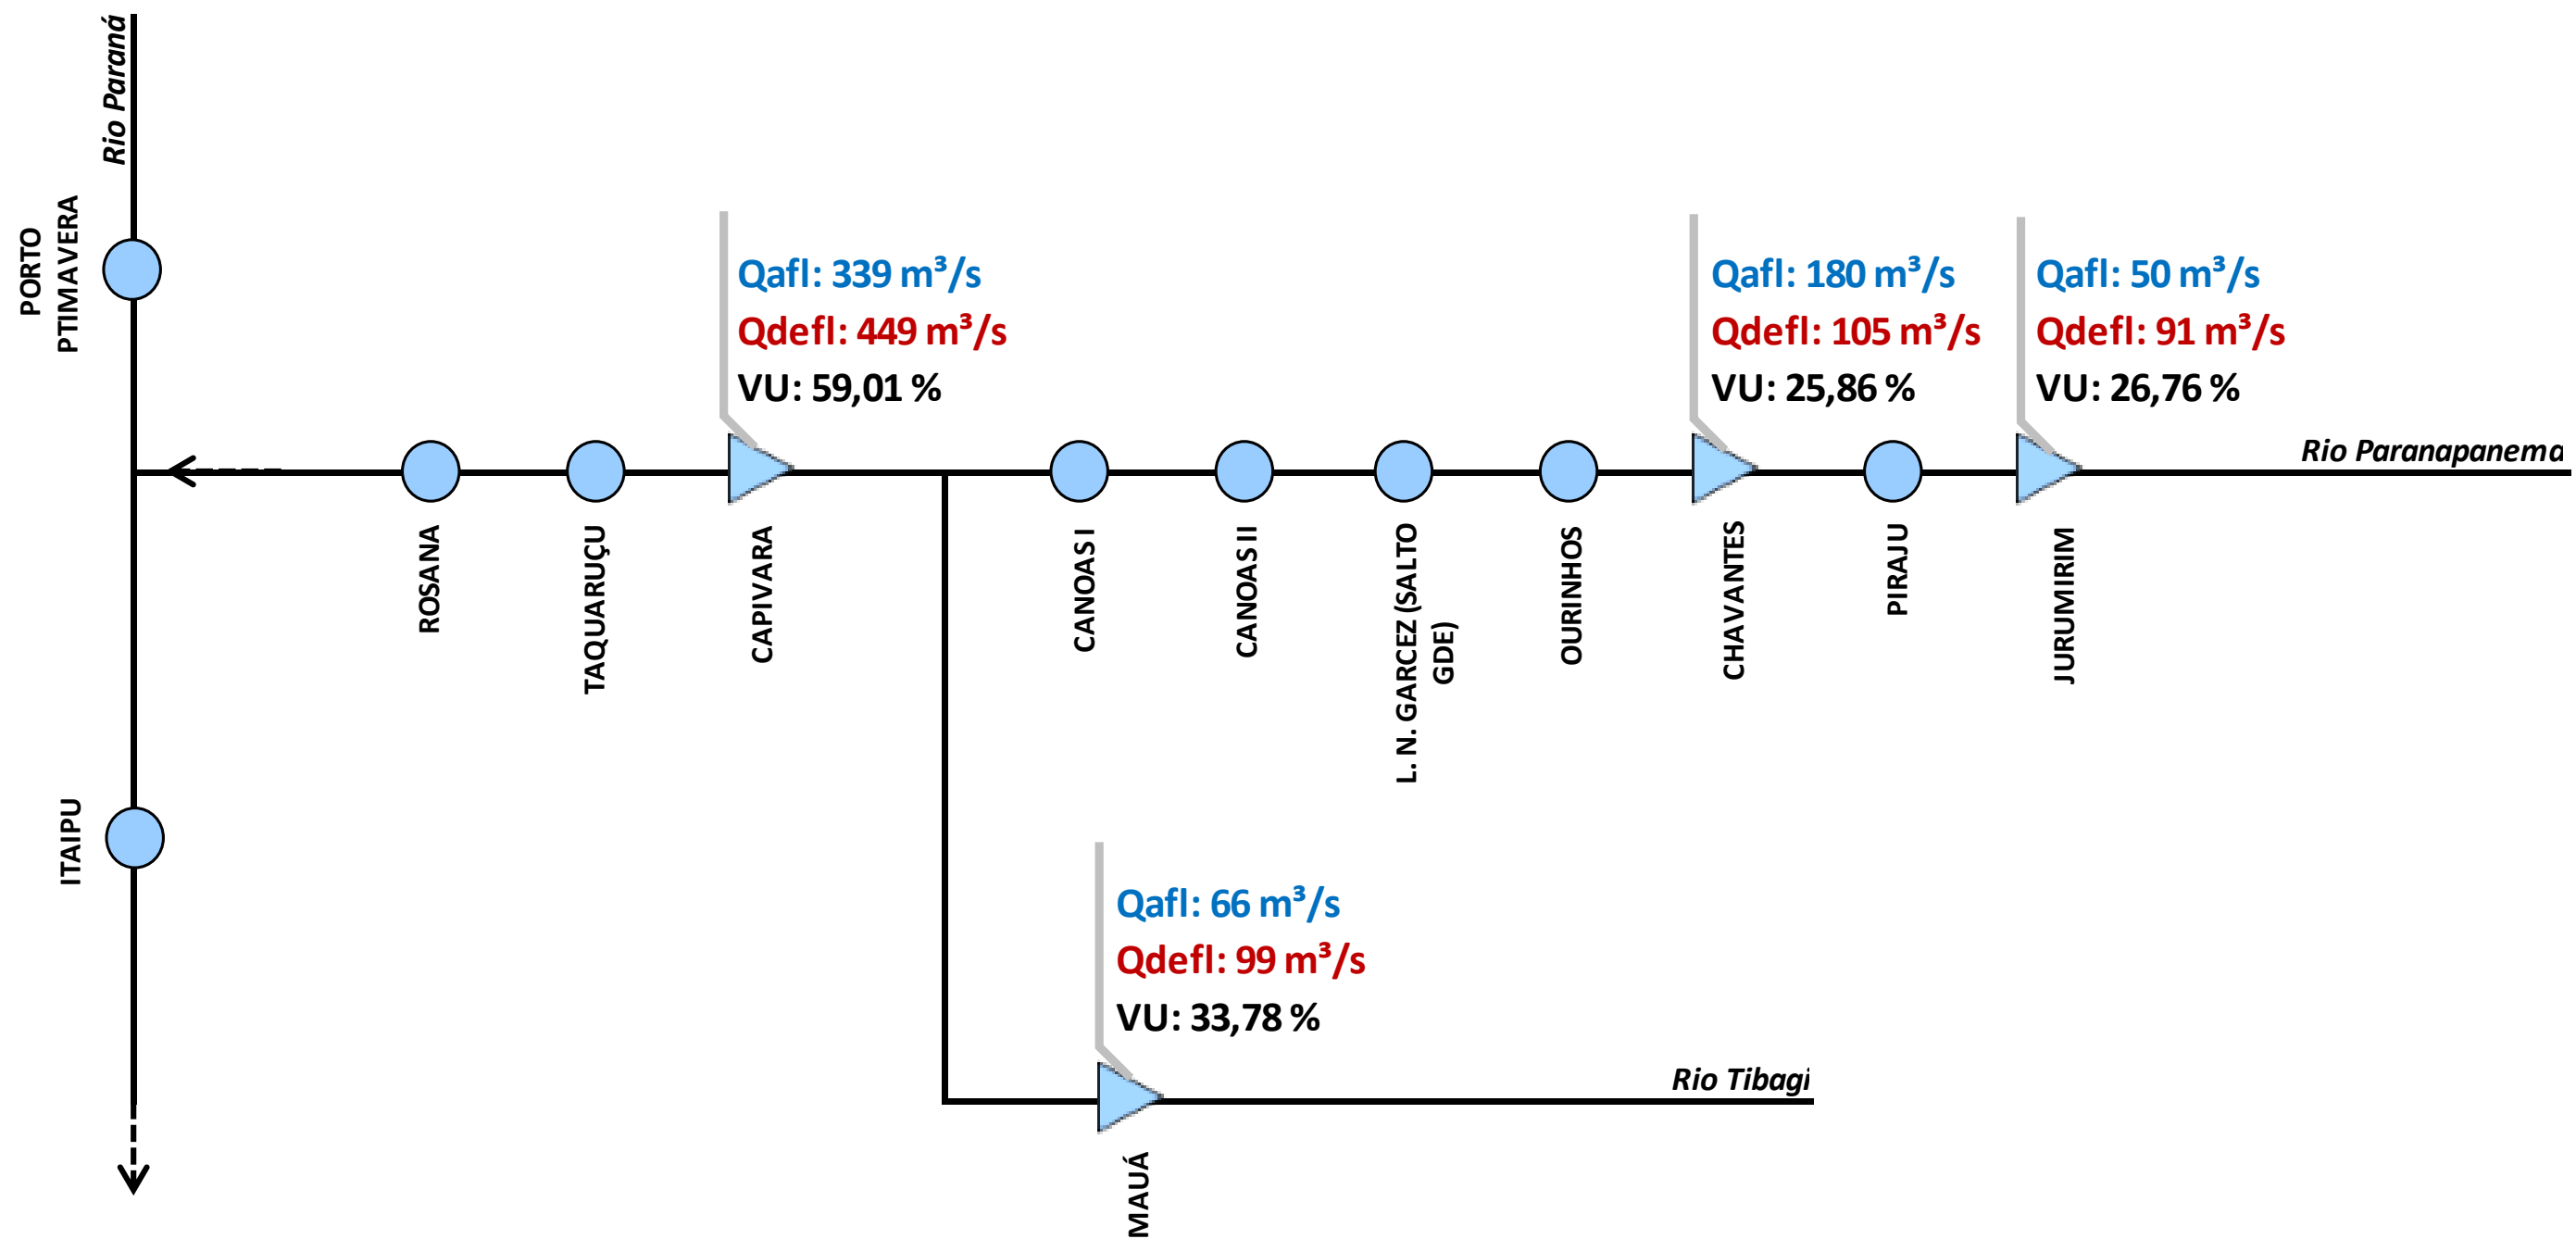 Rio Paraná
PORTO
PTIMAVERA
Qafl: 339 m³/s
Qdefl: 449 m³/s
VU: 59,01 %
Qafl: 180 m³/s
Qdefl: 105 m³/s
VU: 25,86 %
Qafl: 50 m³/s
Qdefl: 91 m³/s
VU: 26,76 %
Rio Paranapanema
ROSANA
TAQUARUÇU
CAPIVARA
CANOAS I
CANOAS II
L. N. GARCEZ (SALTO
GDE)
OURINHOS
CHAVANTES
PIRAJU
JURUMIRIM
ITAIPU
Qafl: 66 m³/s
Qdefl: 99 m³/s
VU: 33,78 %
Rio Tibagi
MAUÁ